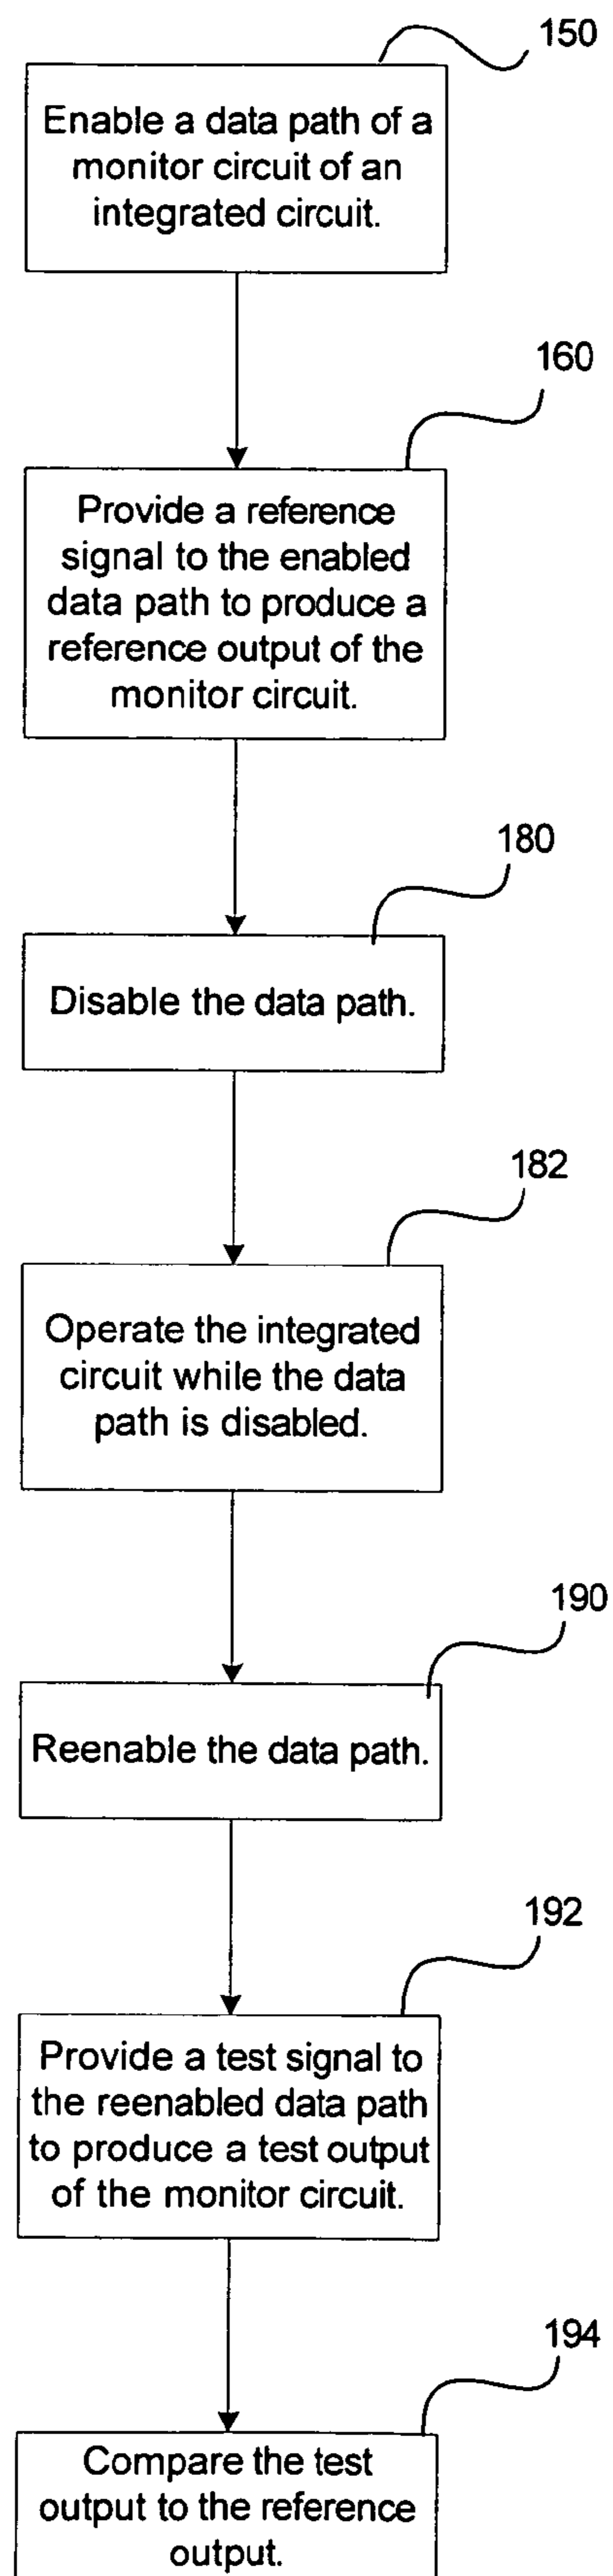 150
Enable a data path of a
monitor circuit of an
integrated circuit.
160
Provide a reference
signal to the enabled
data path to produce a
reference output of the
monitor circuit.
180
Disable the data path.
182
Operate the integrated
circuit while the data
path is disabled.
190
Reenable the data path.
192
Provide a test signal to
the reenabled data path
to produce a test output
of the monitor circuit.
194
Compare the test
output to the reference
output.